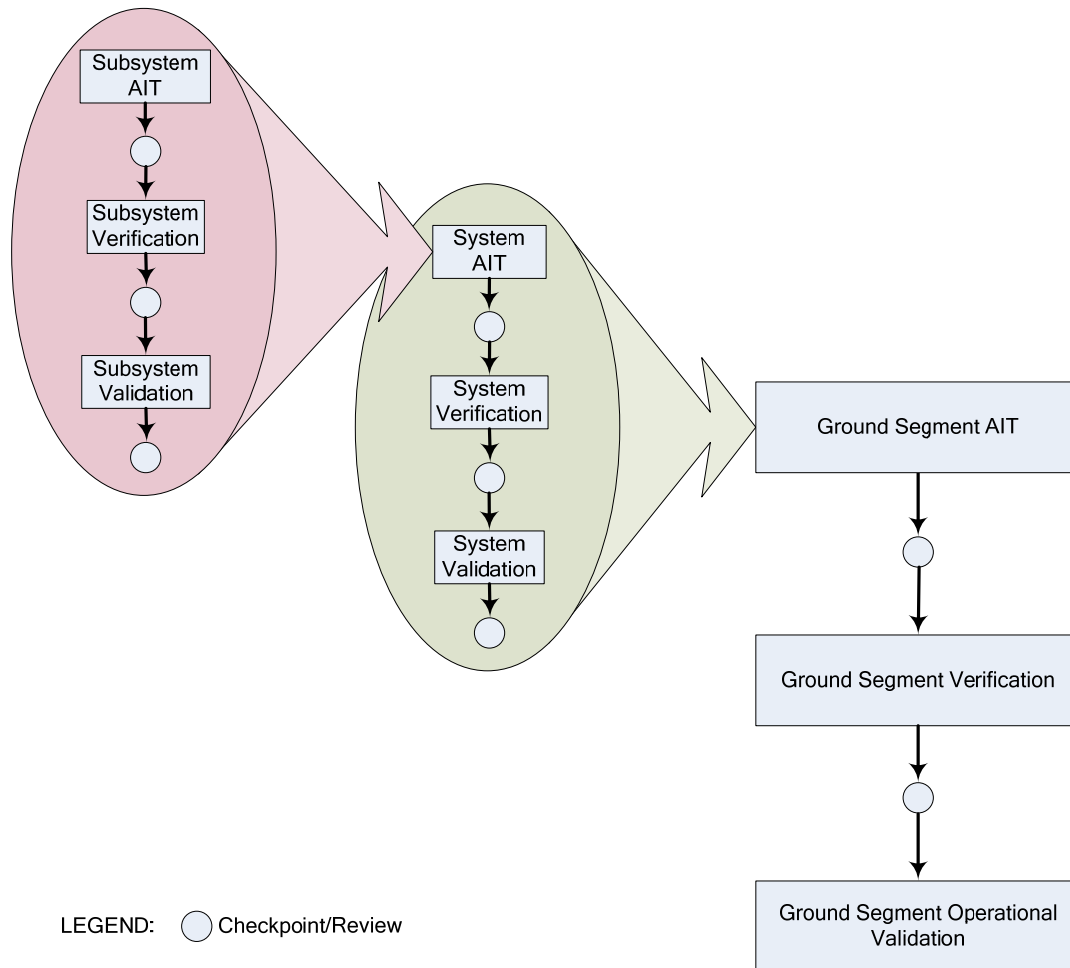 Subsystem
AIT
Subsystem
Verification
Subsystem
Validation
System
AIT
System
Verification
System
Validation
Ground Segment AIT
Ground Segment Verification
Ground Segment Operational
Validation
LEGEND:
Checkpoint/Review